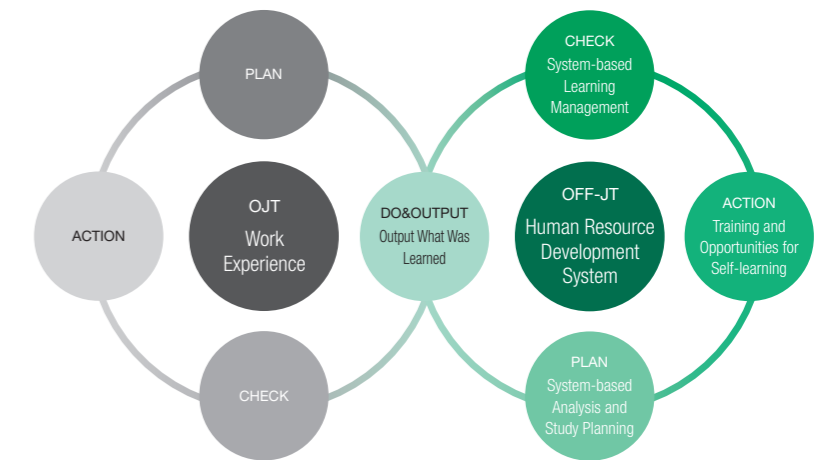 PLAN
ACTION
OJT
Work
Experience
CHECK
DO&OUTPUT
Output What Was
Learned
CHECK
System-based
Learning
Management
OFF-JT
Human Resource
Development
System
ACTION
Training and
Opportunities for
Self-learning
PLAN
System-based
Analysis and
Study Planning